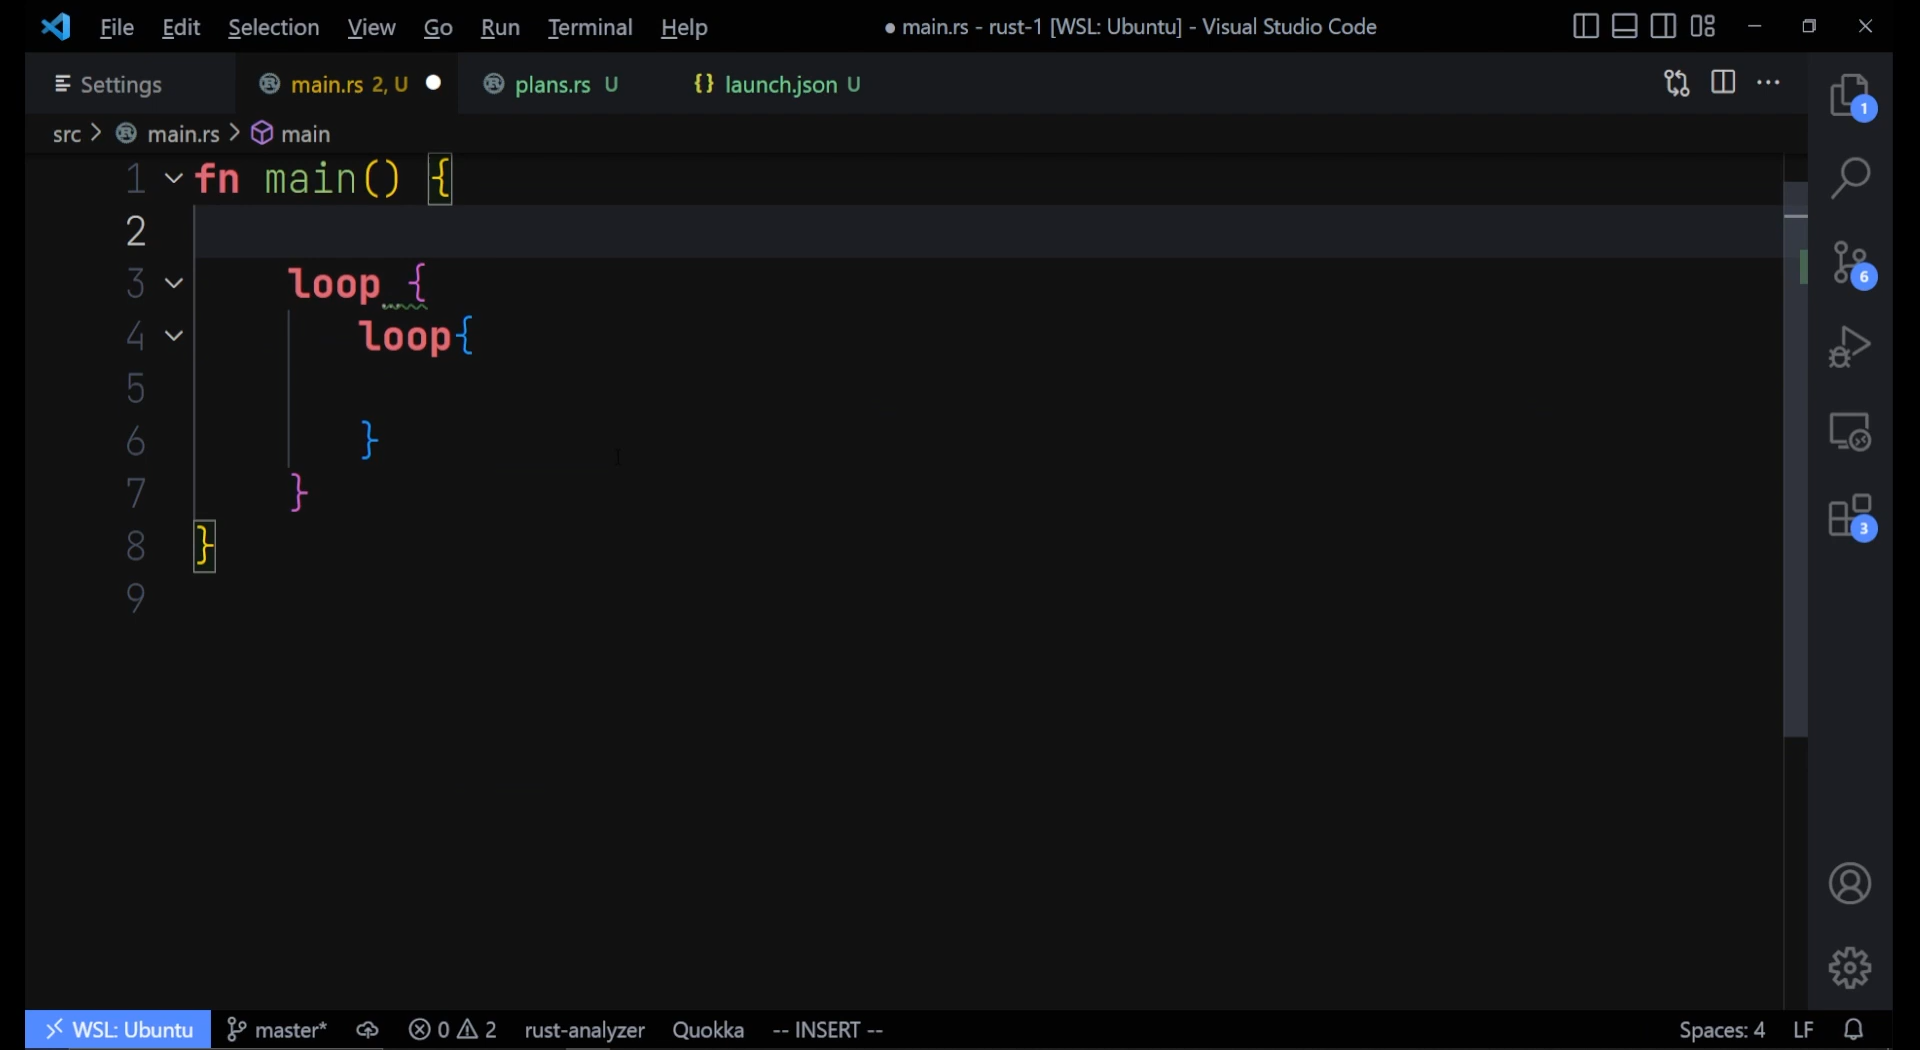 File Edit Selection View Go Run Terminal Help ● main.rs - rust-1 [WSL: Ubuntu] - Visual Studio Code
Settings main.rs 2, U plans.rs U {} launch.json U
src > main.rs > main
1 fn main() {
2
3 loop {
4 loop{
5
6 }
7 }
8 }
9
1
6
3
WSL: Ubuntu master* 0 2 rust-analyzer Quokka -- INSERT -- Spaces: 4 LF